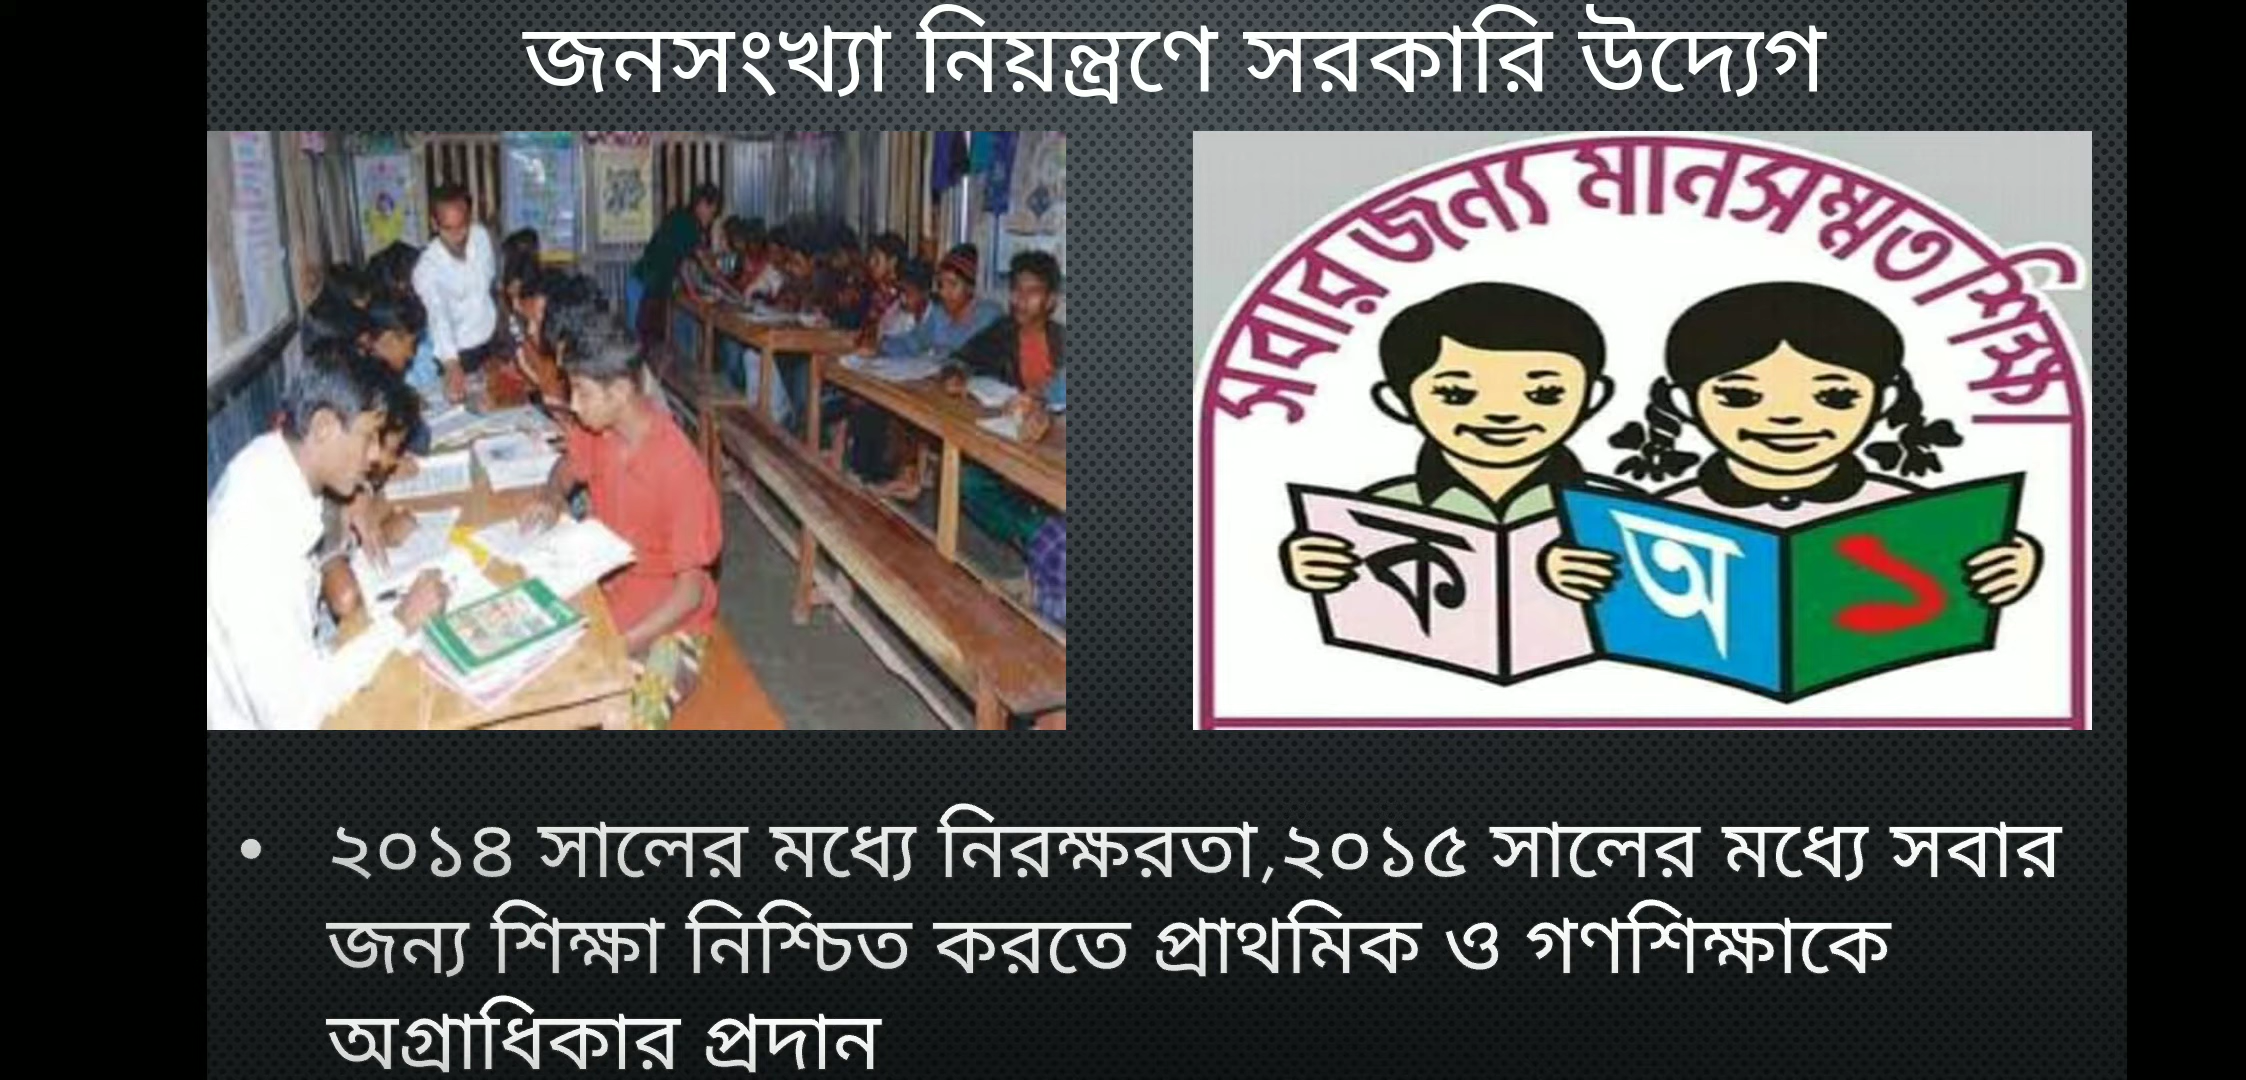 জনসংখ্যা নিয়ন্ত্রণে সরকারি উদ্যেগ
সবার জন্য মানসম্মত শিক্ষা
ক
অ
১
২০১৪ সালের মধ্যে নিরক্ষরতা,২০১৫ সালের মধ্যে সবার
জন্য শিক্ষা নিশ্চিত করতে প্রাথমিক ও গণশিক্ষাকে
অগ্রাধিকার প্রদান